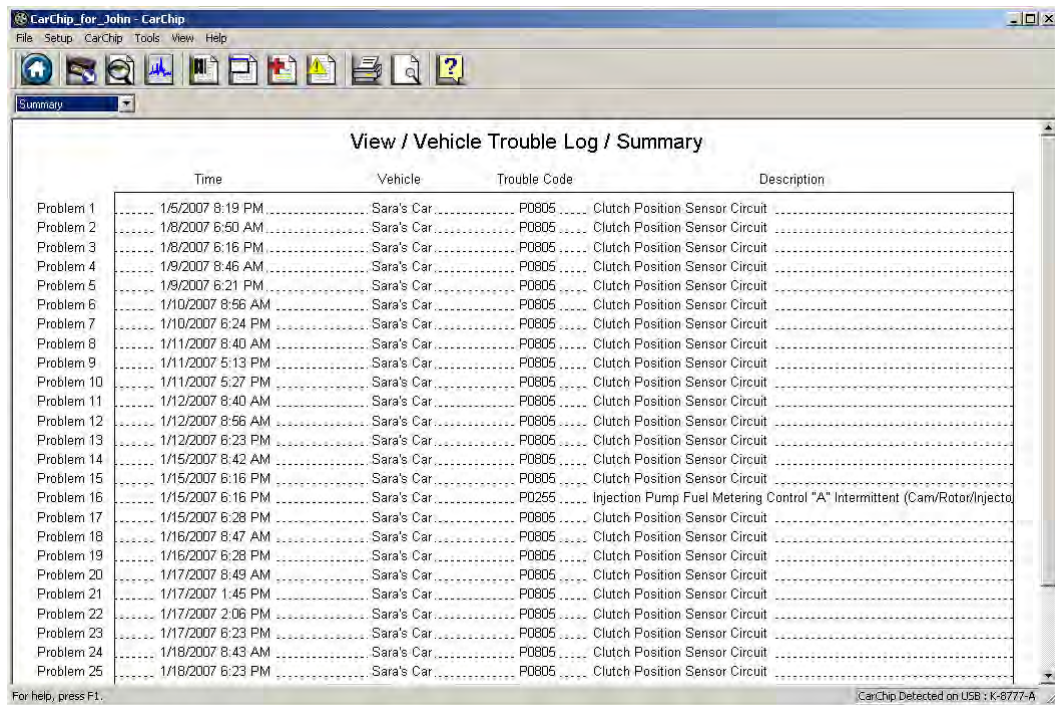 CarChip_for_John - CarChip
File Setup CarChip Tools View Help
Summary
View / Vehicle Trouble Log / Summary
Time Vehicle Trouble Code Description
Problem 1 1/5/2007 8:19 PM Sara's Car P0805 Clutch Position Sensor Circuit
Problem 2 1/8/2007 6:50 AM Sara's Car P0805 Clutch Position Sensor Circuit
Problem 3 1/8/2007 6:16 PM Sara's Car P0805 Clutch Position Sensor Circuit
Problem 4 1/9/2007 8:46 AM Sara's Car P0805 Clutch Position Sensor Circuit
Problem 5 1/9/2007 6:21 PM Sara's Car P0805 Clutch Position Sensor Circuit
Problem 6 1/10/2007 8:56 AM Sara's Car P0805 Clutch Position Sensor Circuit
Problem 7 1/10/2007 6:24 PM Sara's Car P0805 Clutch Position Sensor Circuit
Problem 8 1/11/2007 8:40 AM Sara's Car P0805 Clutch Position Sensor Circuit
Problem 9 1/11/2007 5:13 PM Sara's Car P0805 Clutch Position Sensor Circuit
Problem 10 1/11/2007 5:27 PM Sara's Car P0805 Clutch Position Sensor Circuit
Problem 11 1/12/2007 8:40 AM Sara's Car P0805 Clutch Position Sensor Circuit
Problem 12 1/12/2007 8:56 AM Sara's Car P0805 Clutch Position Sensor Circuit
Problem 13 1/12/2007 6:23 PM Sara's Car P0805 Clutch Position Sensor Circuit
Problem 14 1/15/2007 8:42 AM Sara's Car P0805 Clutch Position Sensor Circuit
Problem 15 1/15/2007 6:16 PM Sara's Car P0805 Clutch Position Sensor Circuit
Problem 16 1/15/2007 6:16 PM Sara's Car P0255 Injection Pump Fuel Metering Control "A" Intermittent (Cam/Rotor/Injecto
Problem 17 1/15/2007 6:28 PM Sara's Car P0805 Clutch Position Sensor Circuit
Problem 18 1/16/2007 8:47 AM Sara's Car P0805 Clutch Position Sensor Circuit
Problem 19 1/16/2007 6:28 PM Sara's Car P0805 Clutch Position Sensor Circuit
Problem 20 1/17/2007 8:49 AM Sara's Car P0805 Clutch Position Sensor Circuit
Problem 21 1/17/2007 1:45 PM Sara's Car P0805 Clutch Position Sensor Circuit
Problem 22 1/17/2007 2:06 PM Sara's Car P0805 Clutch Position Sensor Circuit
Problem 23 1/17/2007 6:23 PM Sara's Car P0805 Clutch Position Sensor Circuit
Problem 24 1/18/2007 8:43 AM Sara's Car P0805 Clutch Position Sensor Circuit
Problem 25 1/18/2007 6:23 PM Sara's Car P0805 Clutch Position Sensor Circuit
For help, press F1. CarChip Detected on USB : K-8777-A